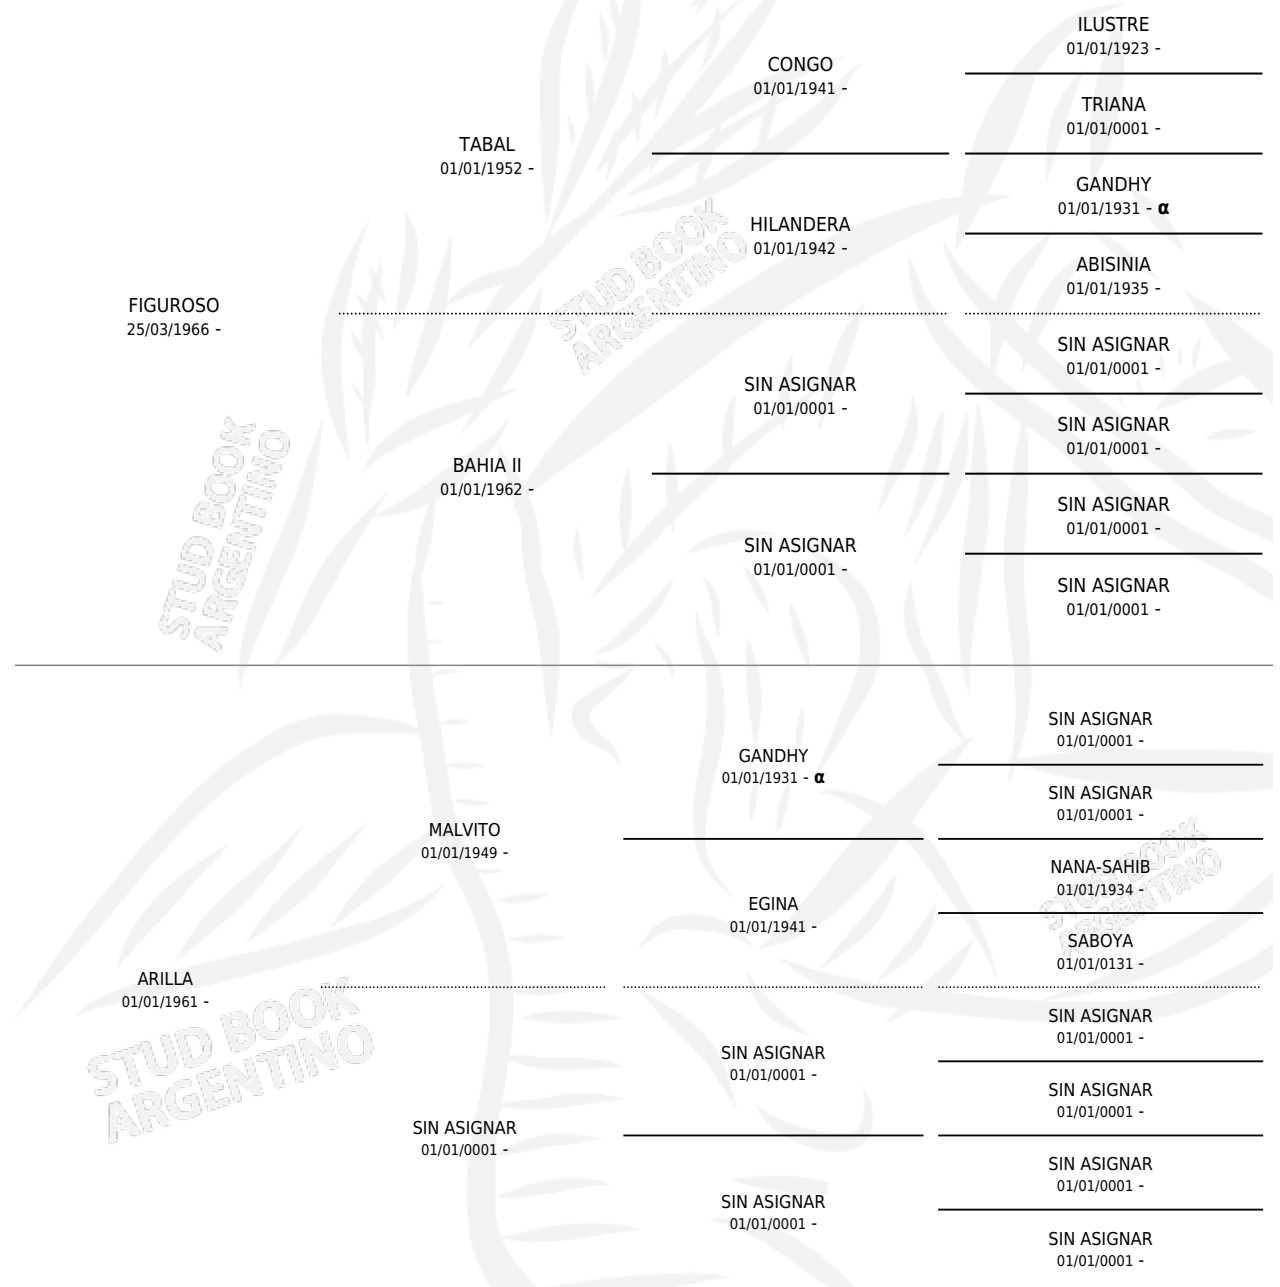 ILUSTRE
01/01/1923 -
CONGO
01/01/1941 -
TRIANA
01/01/0001 -
TABAL
01/01/1952 -
GANDHY
01/01/1931 - α
HILANDERA
01/01/1942 -
ABISINIA
01/01/1935 -
FIGUROSO
25/03/1966 -
SIN ASIGNAR
01/01/0001 -
SIN ASIGNAR
01/01/0001 -
SIN ASIGNAR
01/01/0001 -
BAHIA II
01/01/1962 -
SIN ASIGNAR
01/01/0001 -
SIN ASIGNAR
01/01/0001 -
SIN ASIGNAR
01/01/0001 -
STUD BOOK
ARGENTINO
STUD BOOK
ARGENTINO
SIN ASIGNAR
01/01/0001 -
GANDHY
01/01/1931 - α
SIN ASIGNAR
01/01/0001 -
MALVITO
01/01/1949 -
NANA-SAHIB
01/01/1934 -
EGINA
01/01/1941 -
SABOYA
01/01/0131 -
ARILLA
01/01/1961 -
SIN ASIGNAR
01/01/0001 -
SIN ASIGNAR
01/01/0001 -
SIN ASIGNAR
01/01/0001 -
SIN ASIGNAR
01/01/0001 -
SIN ASIGNAR
01/01/0001 -
SIN ASIGNAR
01/01/0001 -
SIN ASIGNAR
01/01/0001 -
STUD BOOK
ARGENTINO
STUD BOOK
ARGENTINO